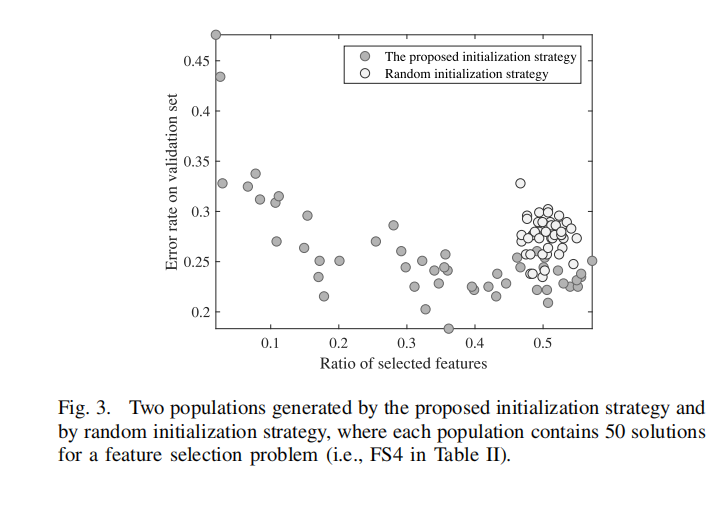 0.45
0.4
0.35
0.3
0.25
0.2
Error rate on validation set
The proposed initialization strategy
Random initialization strategy
0.1 0.2 0.3 0.4 0.5
Ratio of selected features
Fig. 3. Two populations generated by the proposed initialization strategy and
by random initialization strategy, where each population contains 50 solutions
for a feature selection problem (i.e., FS4 in Table II).